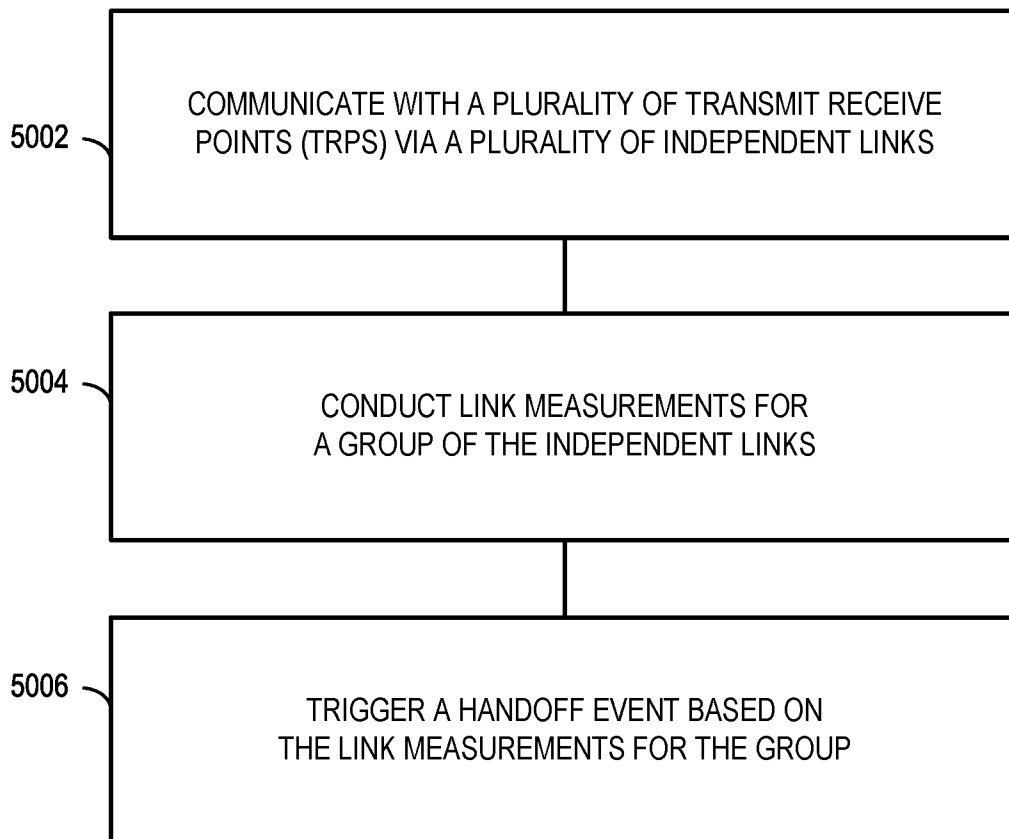 5002
COMMUNICATE WITH A PLURALITY OF TRANSMIT RECEIVE
POINTS (TRPS) VIA A PLURALITY OF INDEPENDENT LINKS
5004
CONDUCT LINK MEASUREMENTS FOR
A GROUP OF THE INDEPENDENT LINKS
5006
TRIGGER A HANDOFF EVENT BASED ON
THE LINK MEASUREMENTS FOR THE GROUP